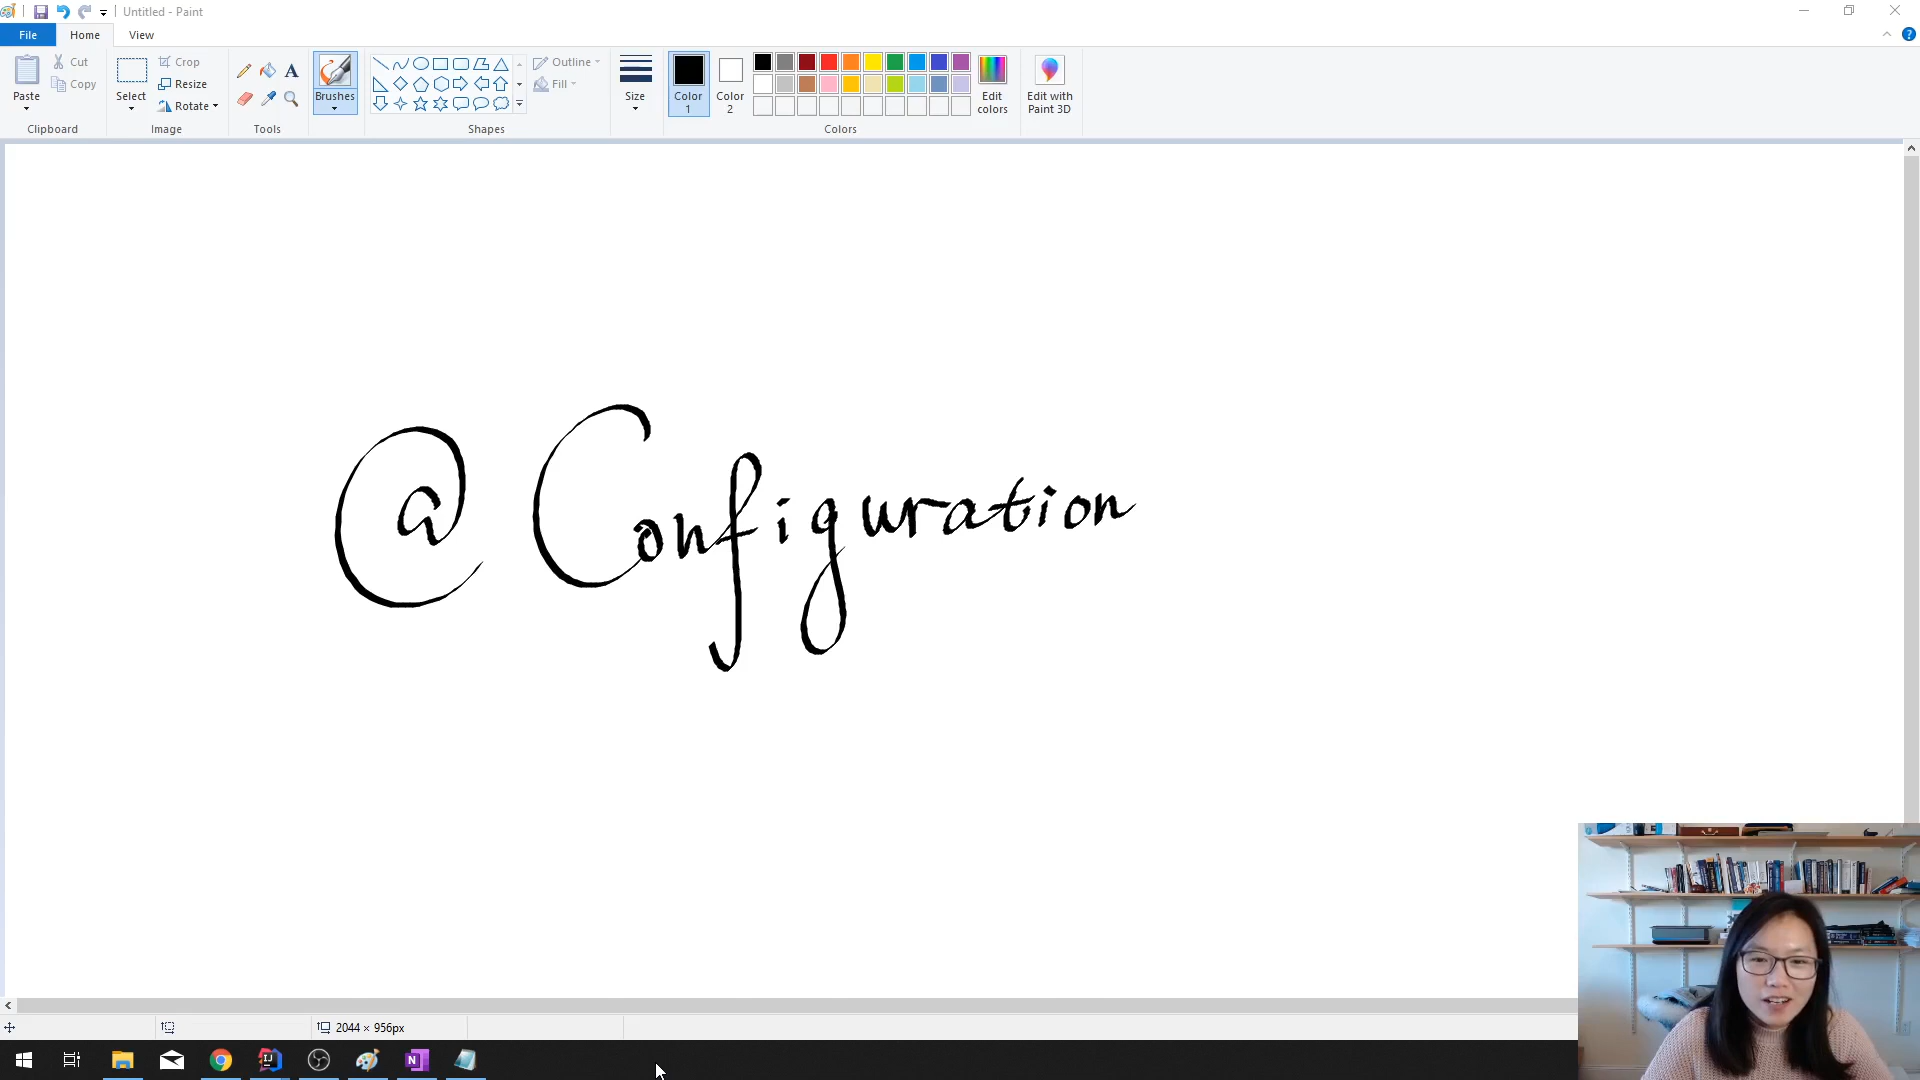 Untitled - Paint
File Home View
Paste
Cut
Copy
Clipboard
Select
Crop
Resize
Rotate
Image
Tools
Brushes
Shapes
Outline
Fill
Size
Color 1
Color 2
Edit colors
Colors
Edit with Paint 3D
@ Configuration
2044 × 956px